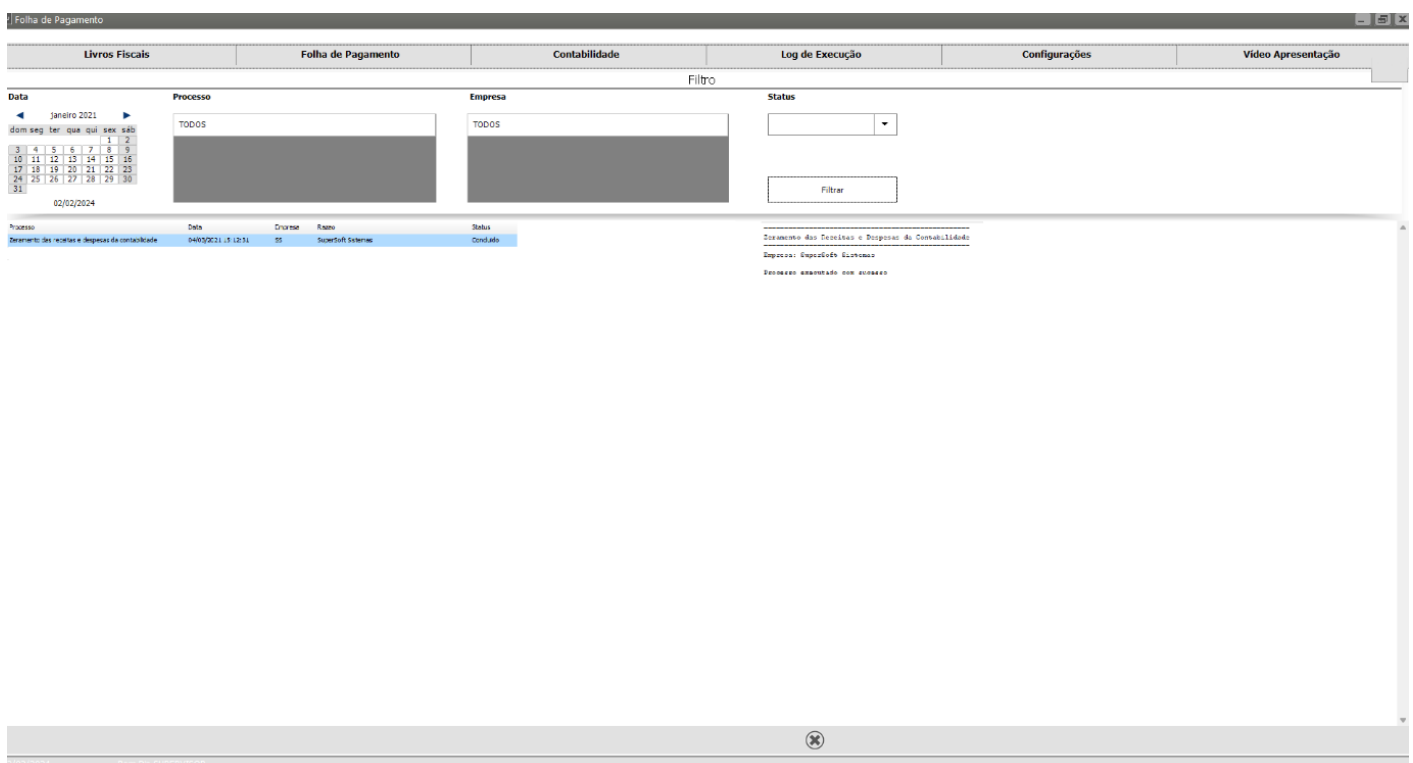 Folha de Pagamento
Livros Fiscais Folha de Pagamento Contabilidade Log de Execução Configurações Vídeo Apresentação
Filtro
Data Processo Empresa Status
janeiro 2021
TODOS TODOS
dom seg ter qua qui sex sáb
1 2
3 4 5 6 7 8 9
10 11 12 13 14 15 16
17 18 19 20 21 22 23
24 25 26 27 28 29 30
31
Filtrar
02/02/2024
Processo Data Empresa Razao Status
Zeramento das receitas e despesas da contabilidade 55 SuperSoft Sistemas Concluido
Zeramento das Receitas e Despesas da Contabilidade
Empresa: SuperSoft Sistemas
Processo executado com sucesso